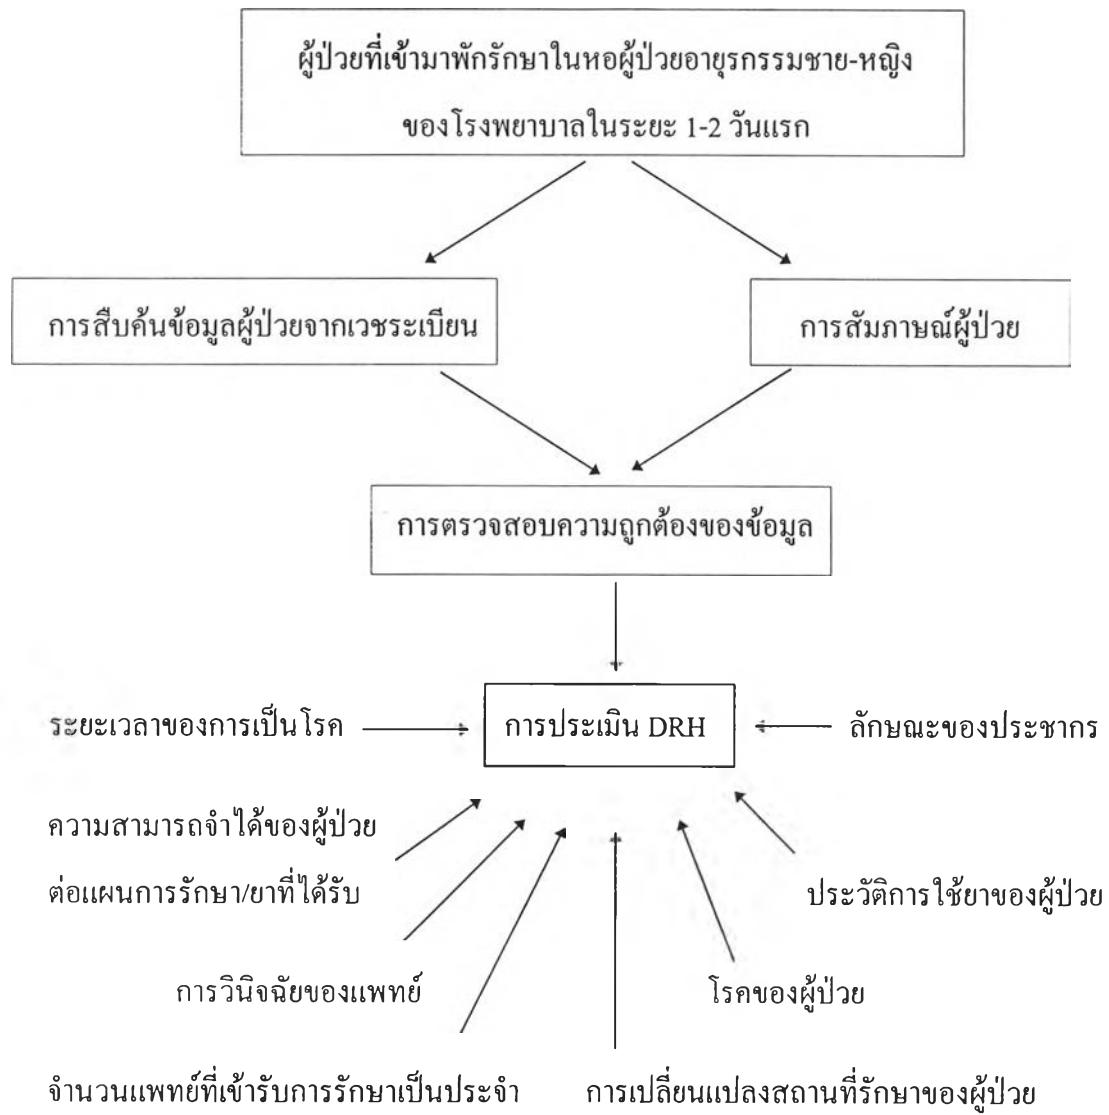 ผู้ป่วยที่เข้ามาพักรักษาในหอผู้ป่วยอายุรกรรมชาย-หญิง
ของโรงพยาบาลในระยะ 1-2 วันแรก
การสืบค้นข้อมูลผู้ป่วยจากเวชระเบียน
การสัมภาษณ์ผู้ป่วย
การตรวจสอบความถูกต้องของข้อมูล
ระยะเวลาของการเป็นโรค
การประเมิน DRH
ลักษณะของประชากร
ความสามารถจำได้ของผู้ป่วย
ต่อแผนการรักษา/ยาที่ได้รับ
ประวัติการใช้ยาของผู้ป่วย
การวินิจฉัยของแพทย์
โรคของผู้ป่วย
จำนวนแพทย์ที่เข้ารับการรักษาเป็นประจำ
การเปลี่ยนแปลงสถานที่รักษาของผู้ป่วย